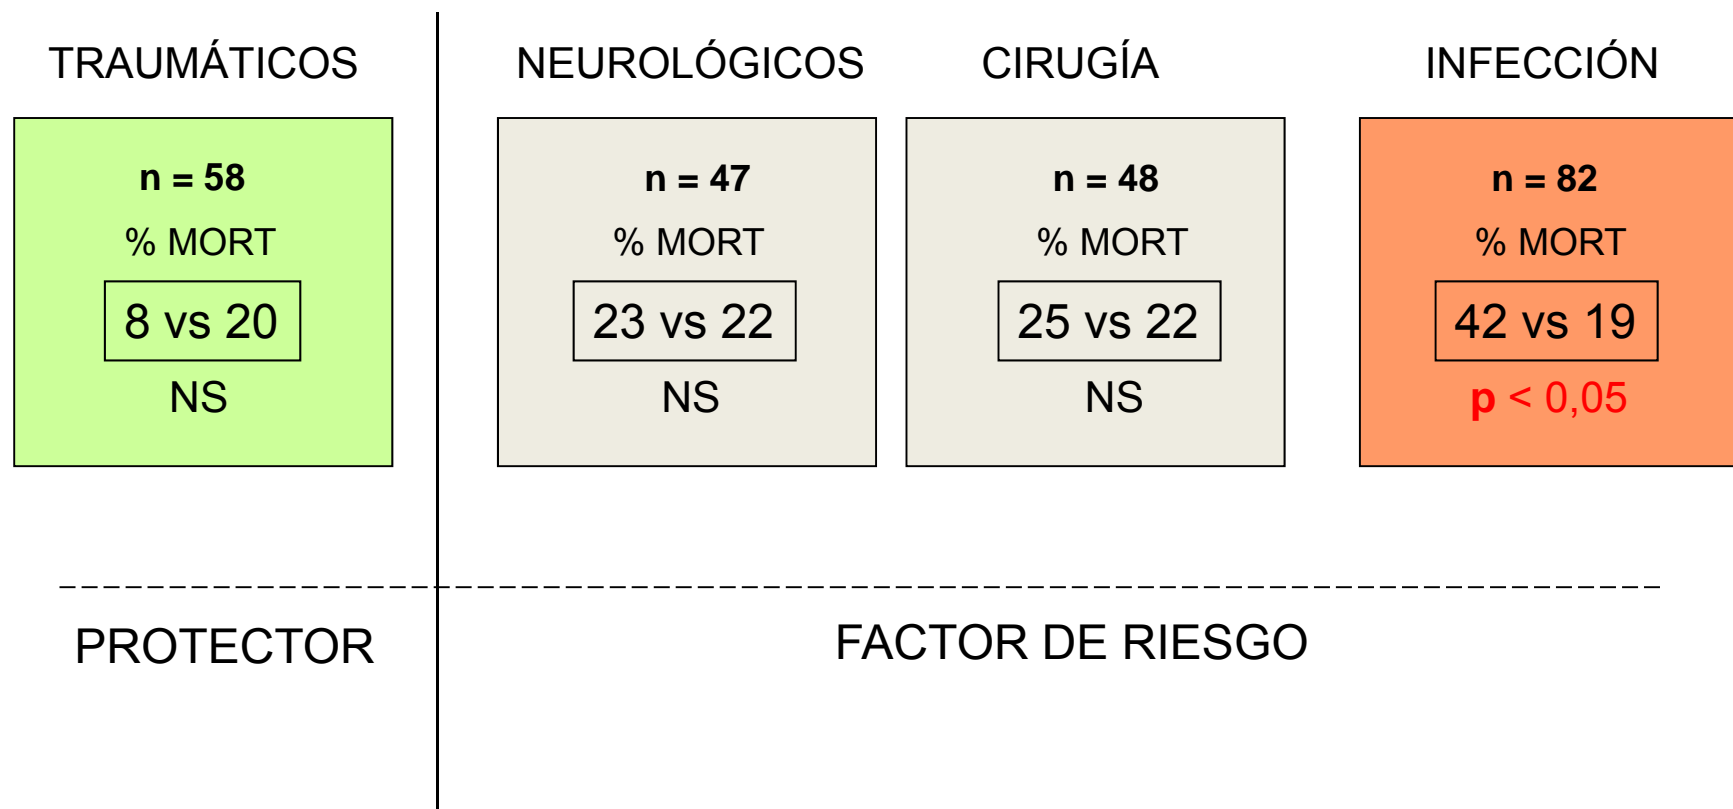 TRAUMÁTICOS
n = 58
% MORT
8 vs 20
NS
NEUROLÓGICOS
n = 47
% MORT
23 vs 22
NS
CIRUGÍA
n = 48
% MORT
25 vs 22
NS
INFECCIÓN
n = 82
% MORT
42 vs 19
p < 0,05
PROTECTOR
FACTOR DE RIESGO